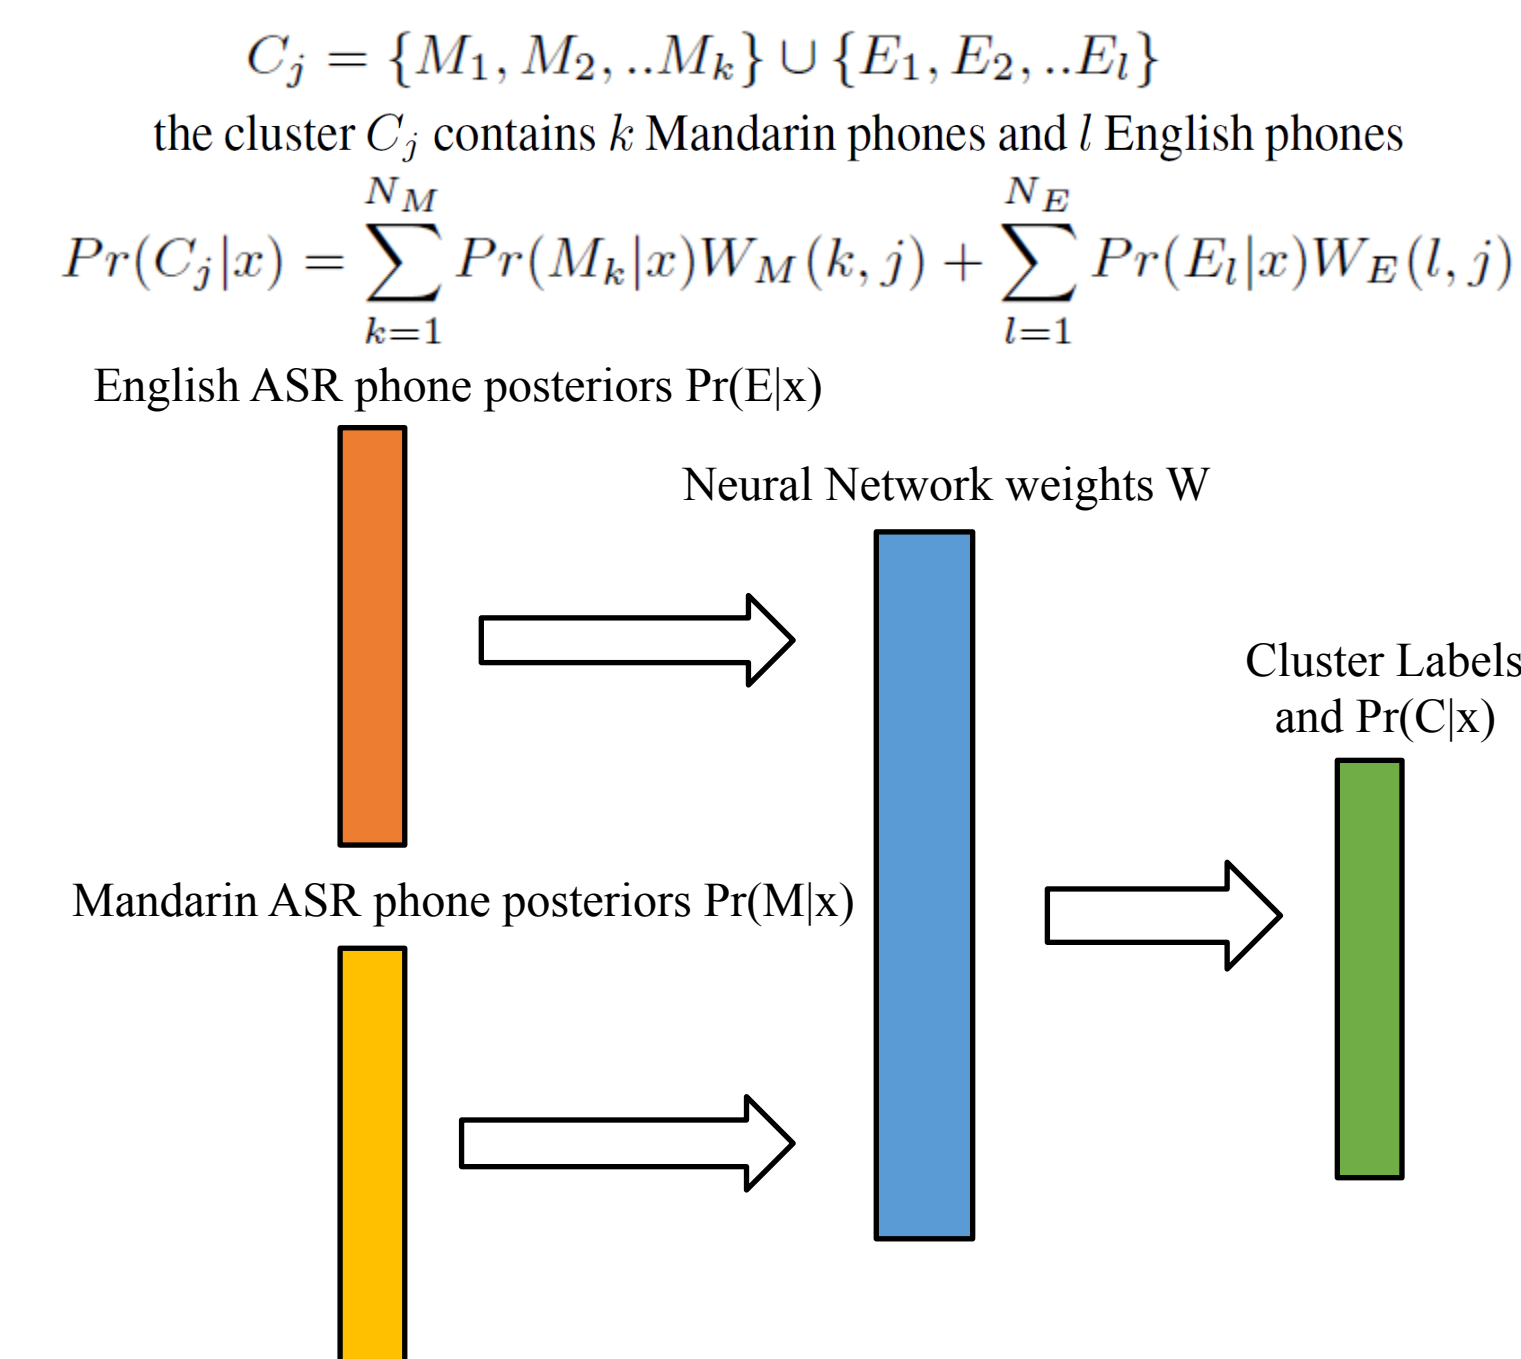 C_j = {M_1, M_2, ..M_k} ∪ {E_1, E_2, ..E_l}
the cluster C_j contains k Mandarin phones and l English phones
Pr(C_j|x) = \sum_{k=1}^{N_M} Pr(M_k|x)W_M(k, j) + \sum_{l=1}^{N_E} Pr(E_l|x)W_E(l, j)
English ASR phone posteriors Pr(E|x)
Neural Network weights W
Cluster Labels
and Pr(C|x)
Mandarin ASR phone posteriors Pr(M|x)